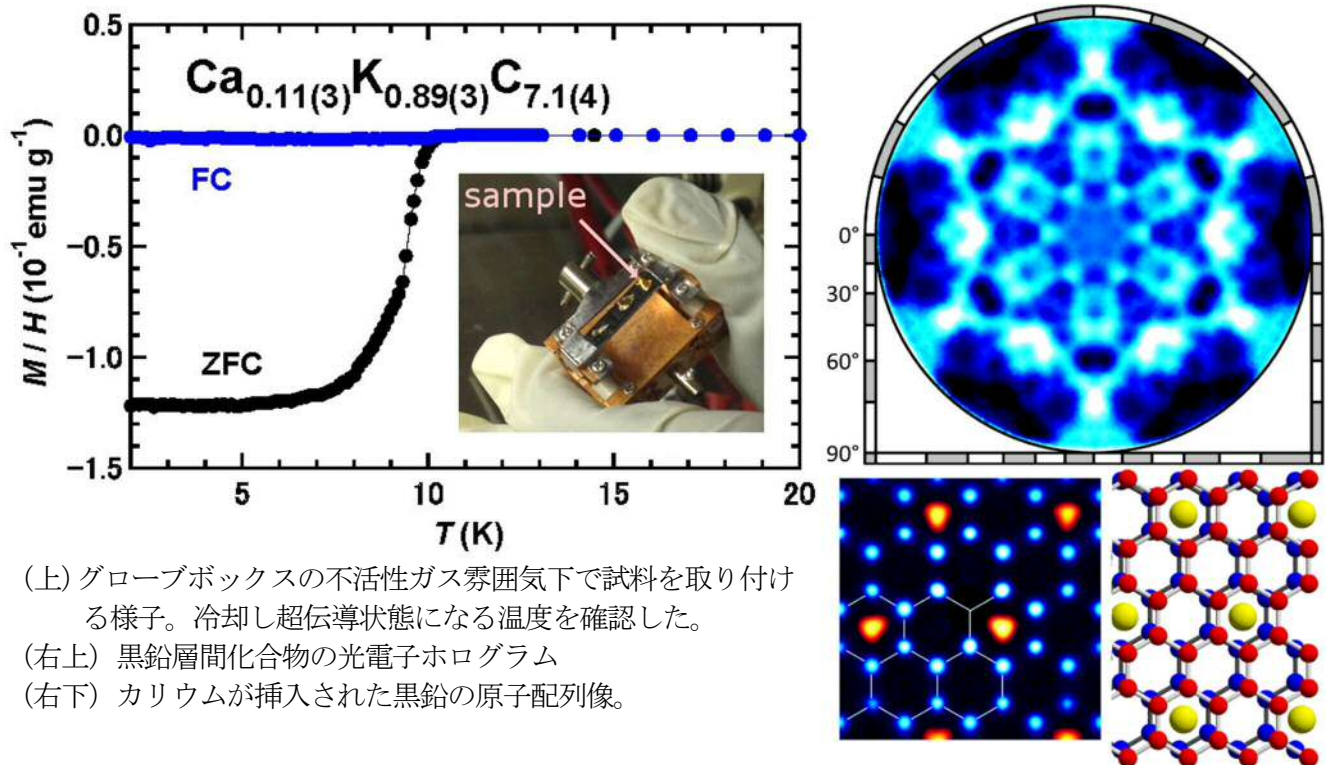 Ca0.11(3)K0.89(3)C7.1(4)
M / H (10-1 emu g-1)
0.5
0.0
−0.5
−1.0
−1.5
FC
ZFC
sample
5
10
15
20
T (K)
0°
30°
60°
90°
(上) グローブボックスの不活性ガス雰囲気下で試料を取り付け
る様子。冷却し超伝導状態になる温度を確認した。
(右上) 黒鉛層間化合物の光電子ホログラム
(右下) カリウムが挿入された黒鉛の原子配列像。